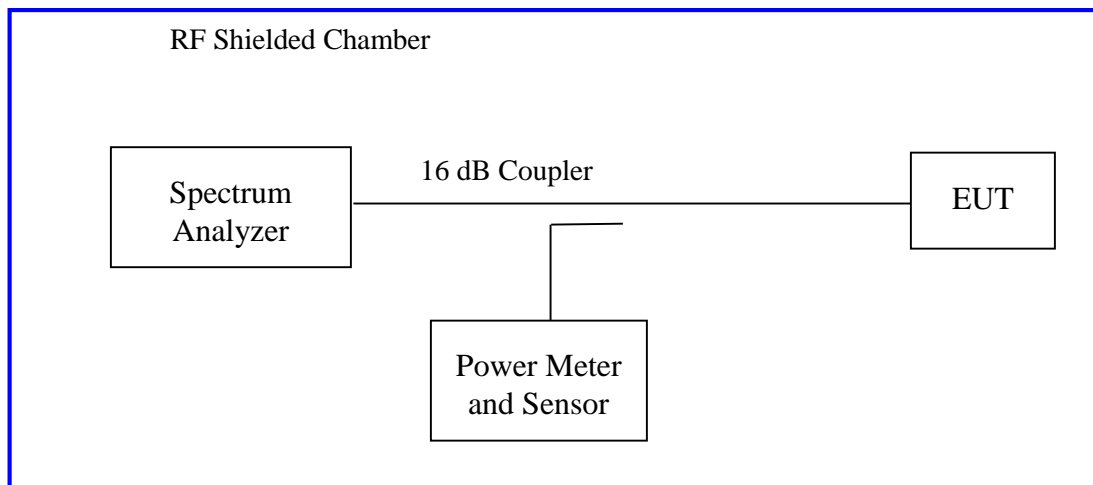 RF Shielded Chamber
16 dB Coupler
Spectrum
Analyzer
EUT
Power Meter
and Sensor